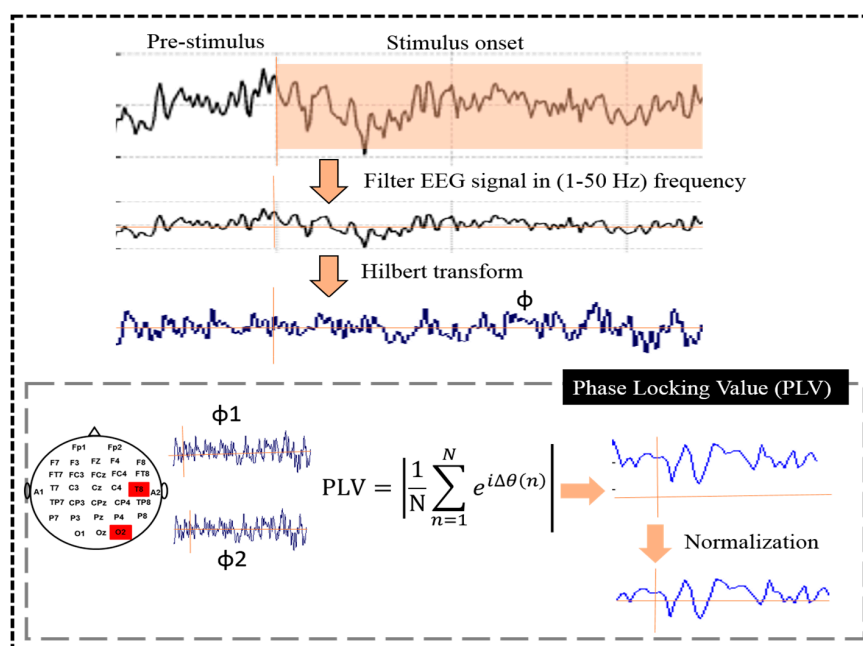 Pre-stimulus Stimulus onset
Filter EEG signal in (1-50 Hz) frequency
Hilbert transform
ϕ
Phase Locking Value (PLV)
ϕ1
Fp1 Fp2
F7 F3 FZ F4 F8
FT7 FC3 FCz FC4 FT8
A1 T7 C3 Cz C4 T8 A2
TP7 CP3 CPz CP4 TP8
P7 P3 Pz P4 P8
O1 Oz O2
ϕ2
PLV = |1/N ∑_{n=1}^{N} e^{iΔθ(n)}|
Normalization